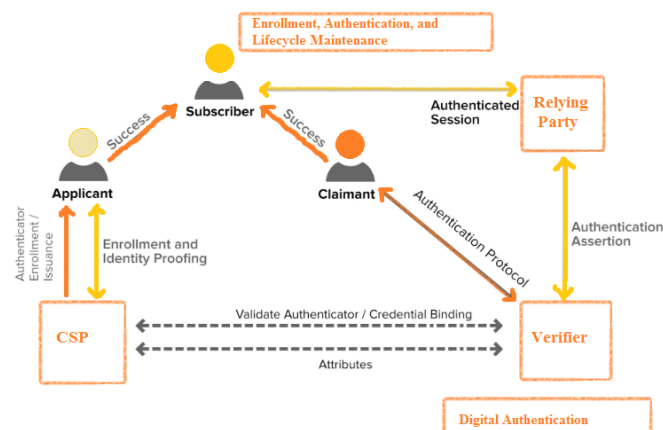 Enrollment, Authentication, and
Lifecycle Maintenance
Subscriber
Authenticated
Session
Relying
Party
Success
Success
Applicant
Claimant
Authenticator
Enrollment /
Issuance
Enrollment and
Identity Proofing
Authentication Protocol
Authentication
Assertion
CSP
Validate Authenticator / Credential Binding
Attributes
Verifier
Digital Authentication